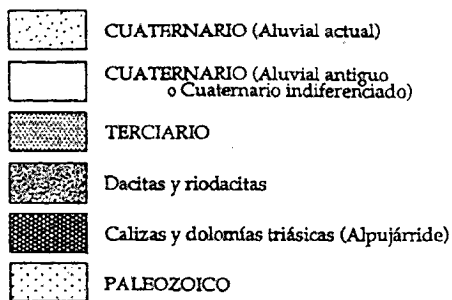 CUATERNARIO (Aluvial actual)
CUATERNARIO (Aluvial antiguo
o Cuaternario indiferenciado)
TERCIARIO
Dacitas y riodacitas
Calizas y dolomías triásicas (Alpujárride)
PALEOZOICO